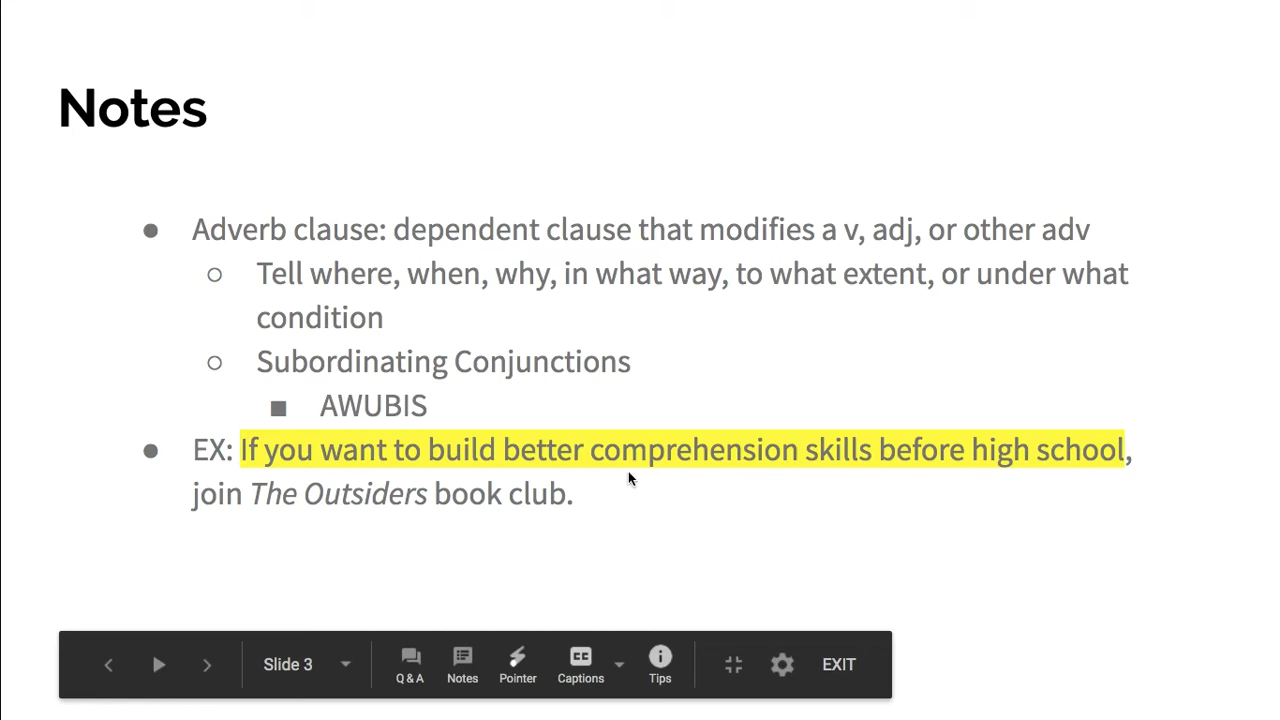 Notes
● Adverb clause: dependent clause that modifies a v, adj, or other adv
○ Tell where, when, why, in what way, to what extent, or under what
condition
○ Subordinating Conjunctions
■ AWUBIS
● EX: If you want to build better comprehension skills before high school,
join The Outsiders book club.
Slide 3 Q & A Notes Pointer Captions Tips EXIT